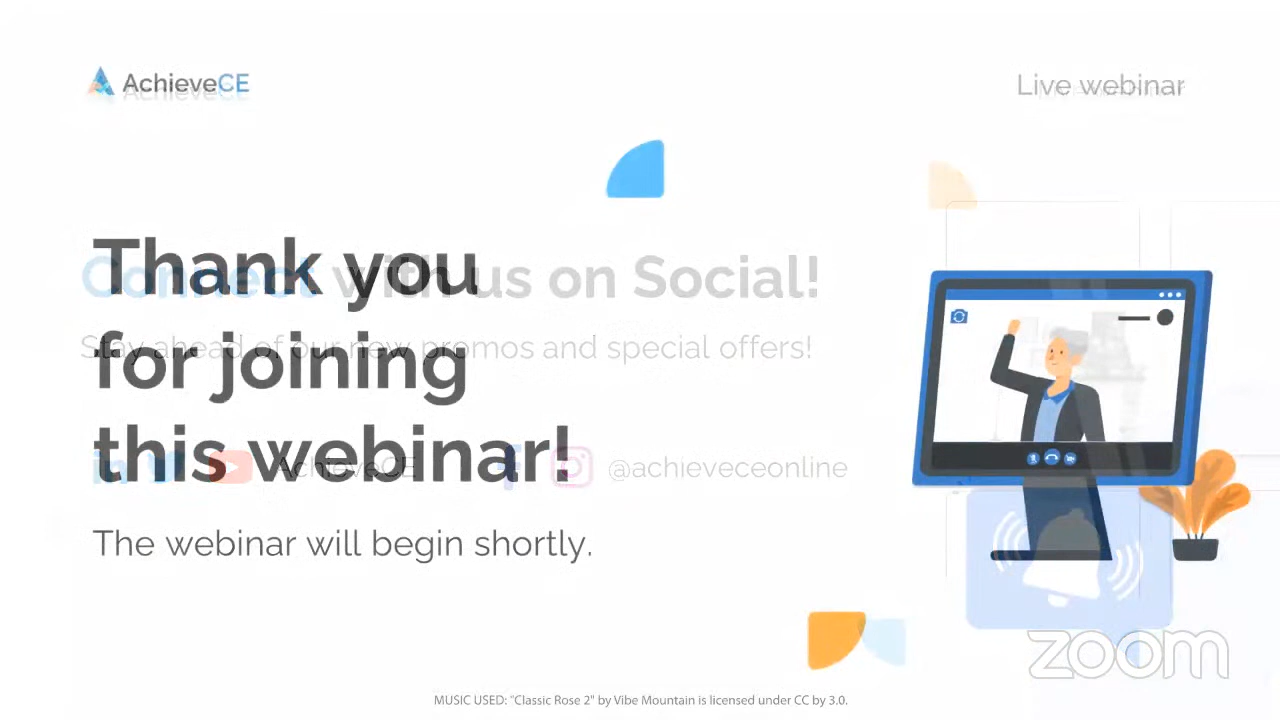 AchieveCE
Live webinar
Thank you
for joining
this webinar!
Connect with us on Social!
Stay ahead of our new promos and special offers!
in
AchieveCE
f
@achieveceonline
The webinar will begin shortly.
zoom
MUSIC USED: "Classic Rose 2" by Vibe Mountain is licensed under CC by 3.0.